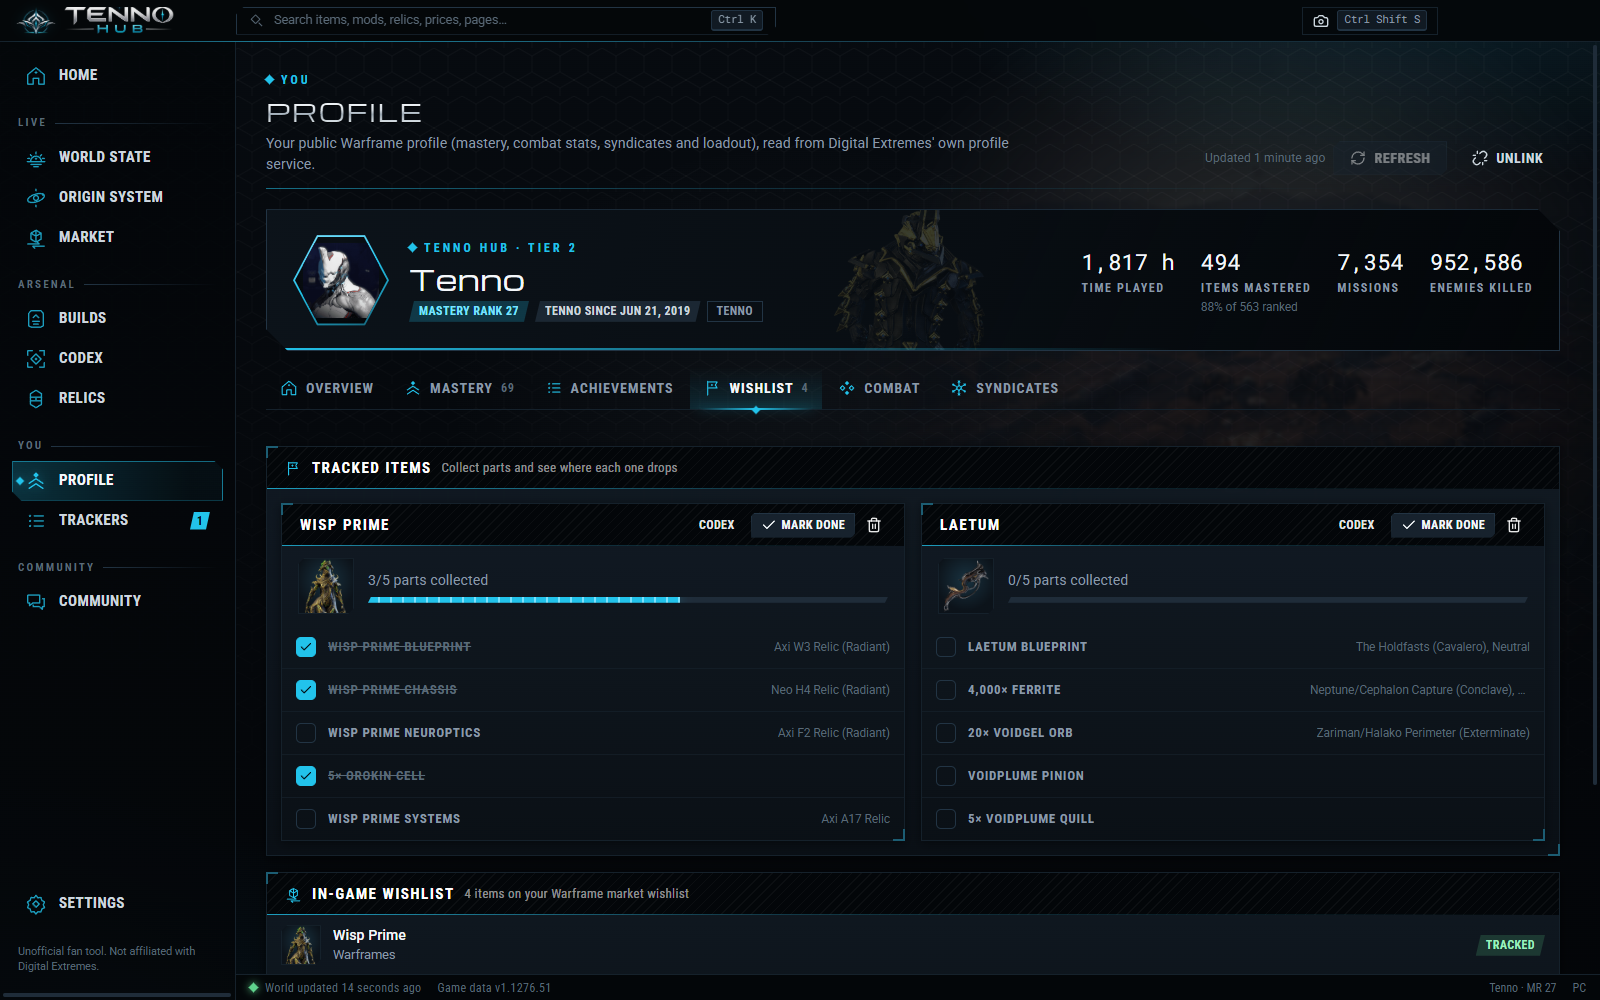 TENNO
HUB
Search items, mods, relics, prices, pages...
Ctrl K
Ctrl Shift S
HOME
LIVE
WORLD STATE
ORIGIN SYSTEM
MARKET
ARSENAL
BUILDS
CODEX
RELICS
YOU
PROFILE
TRACKERS
1
COMMUNITY
COMMUNITY
SETTINGS
Unofficial fan tool. Not affiliated with
Digital Extremes.
YOU
PROFILE
Your public Warframe profile (mastery, combat stats, syndicates and loadout), read from Digital Extremes' own profile
service.
Updated 1 minute ago
REFRESH
UNLINK
TENNO HUB · TIER 2
Tenno
MASTERY RANK 27
TENNO SINCE JUN 21, 2019
TENNO
1,817 h
TIME PLAYED
494
ITEMS MASTERED
88% of 563 ranked
7,354
MISSIONS
952,586
ENEMIES KILLED
OVERVIEW
MASTERY 69
ACHIEVEMENTS
WISHLIST 4
COMBAT
SYNDICATES
TRACKED ITEMS Collect parts and see where each one drops
WISP PRIME
CODEX
MARK DONE
3/5 parts collected
WISP PRIME BLUEPRINT Axi W3 Relic (Radiant)
WISP PRIME CHASSIS Neo H4 Relic (Radiant)
WISP PRIME NEUROPTICS Axi F2 Relic (Radiant)
5× OROKIN CELL
WISP PRIME SYSTEMS Axi A17 Relic
LAETUM
CODEX
MARK DONE
0/5 parts collected
LAETUM BLUEPRINT The Holdfasts (Cavalero), Neutral
4,000× FERRITE Neptune/Cephalon Capture (Conclave), ...
20× VOIDGEL ORB Zariman/Halako Perimeter (Exterminate)
VOIDPLUME PINION
5× VOIDPLUME QUILL
IN-GAME WISHLIST 4 items on your Warframe market wishlist
Wisp Prime
Warframes
TRACKED
World updated 14 seconds ago
Game data v1.1276.51
Tenno · MR 27
PC